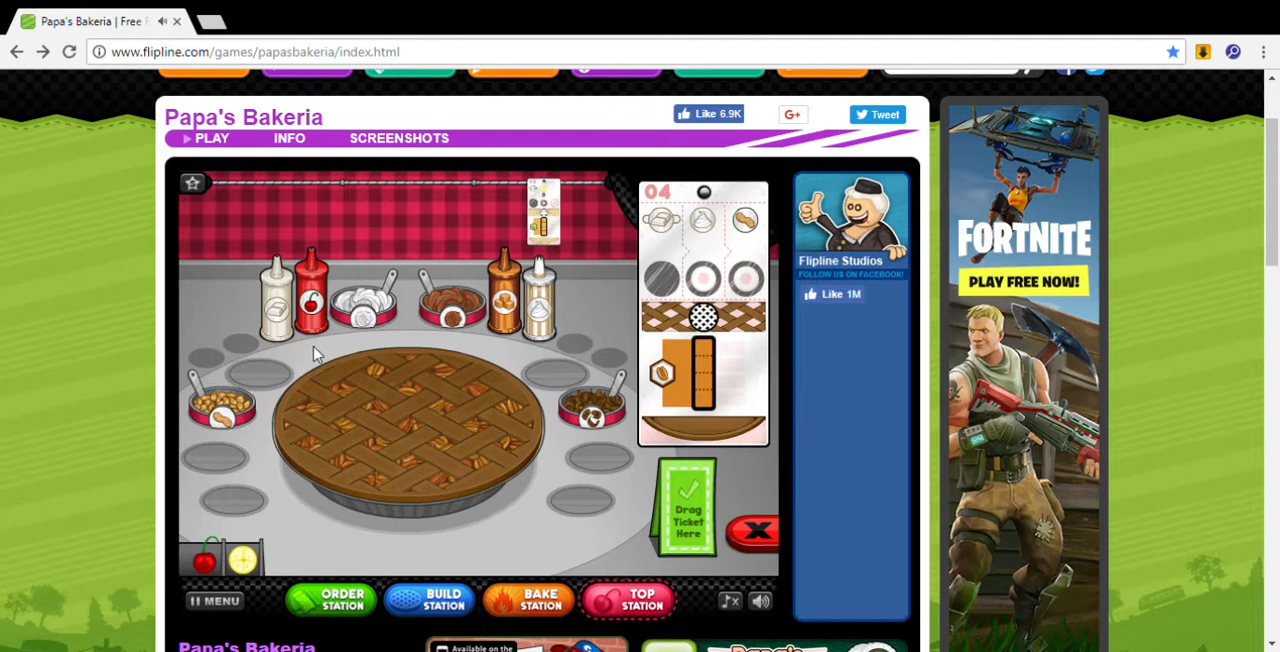 Papa's Bakeria | Free
www.flipline.com/games/papasbakeria/index.html
Papa's Bakeria
Like 6.9K
G+
Tweet
PLAY INFO SCREENSHOTS
04
Drag
Ticket
Here
X
MENU
ORDER
STATION
BUILD
STATION
BAKE
STATION
TOP
STATION
Flipline Studios
FOLLOW US ON FACEBOOK!
Like 1M
FORTNITE
PLAY FREE NOW!
Papa's Bakeria
Available on the
Papa's